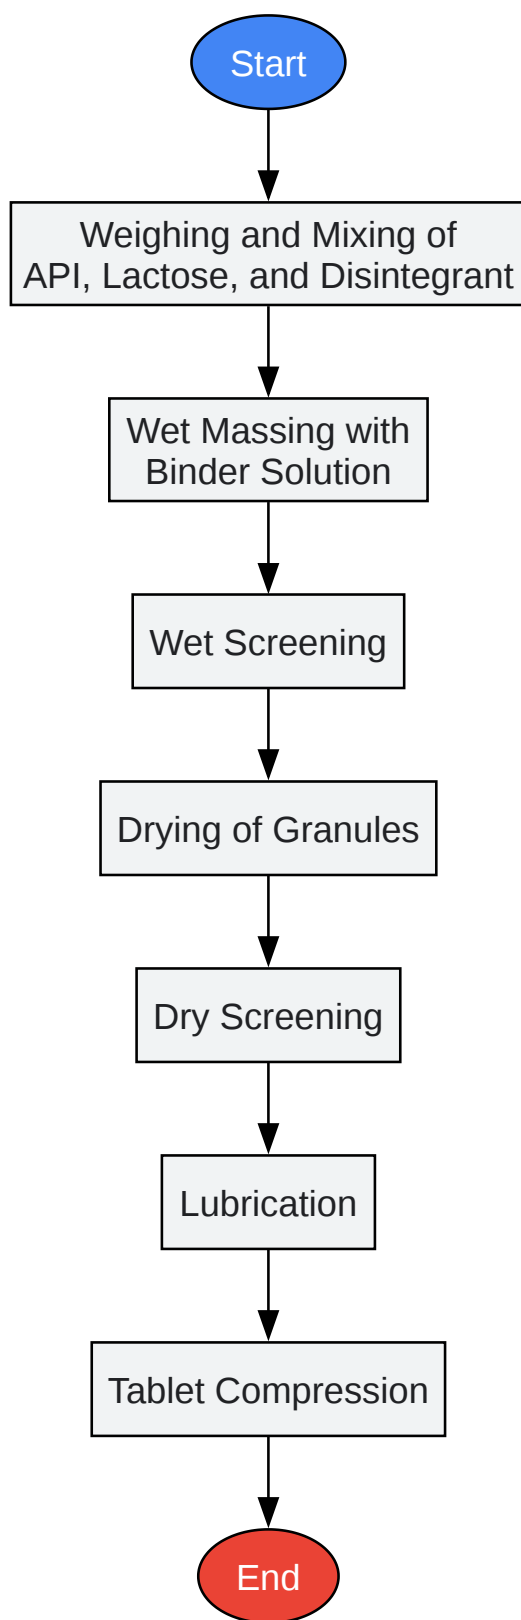 Start
Weighing and Mixing of
API, Lactose, and Disintegrant
Wet Massing with
Binder Solution
Wet Screening
Drying of Granules
Dry Screening
Lubrication
Tablet Compression
End